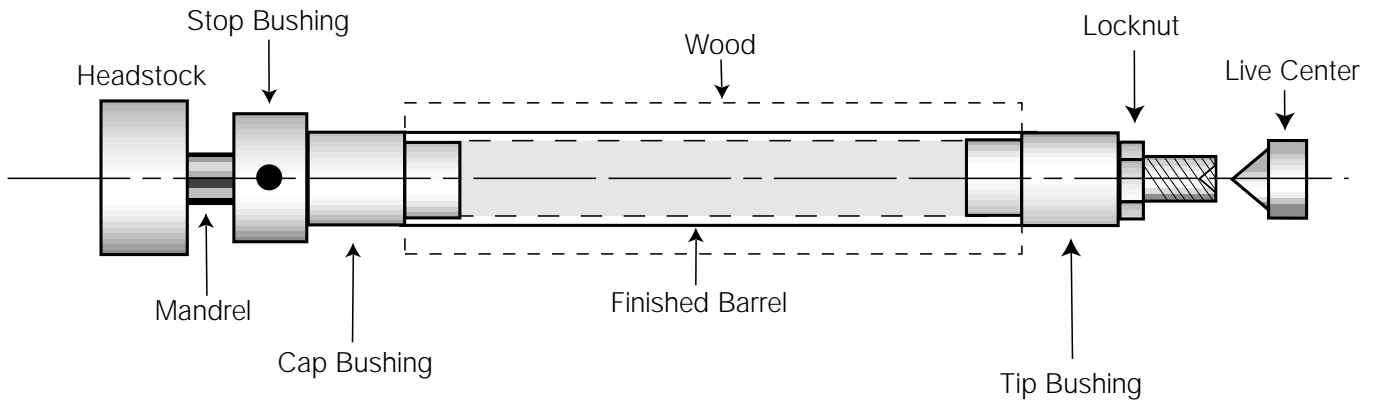 Stop Bushing
Locknut
Wood
Live Center
Headstock
Finished Barrel
Mandrel
Cap Bushing
Tip Bushing